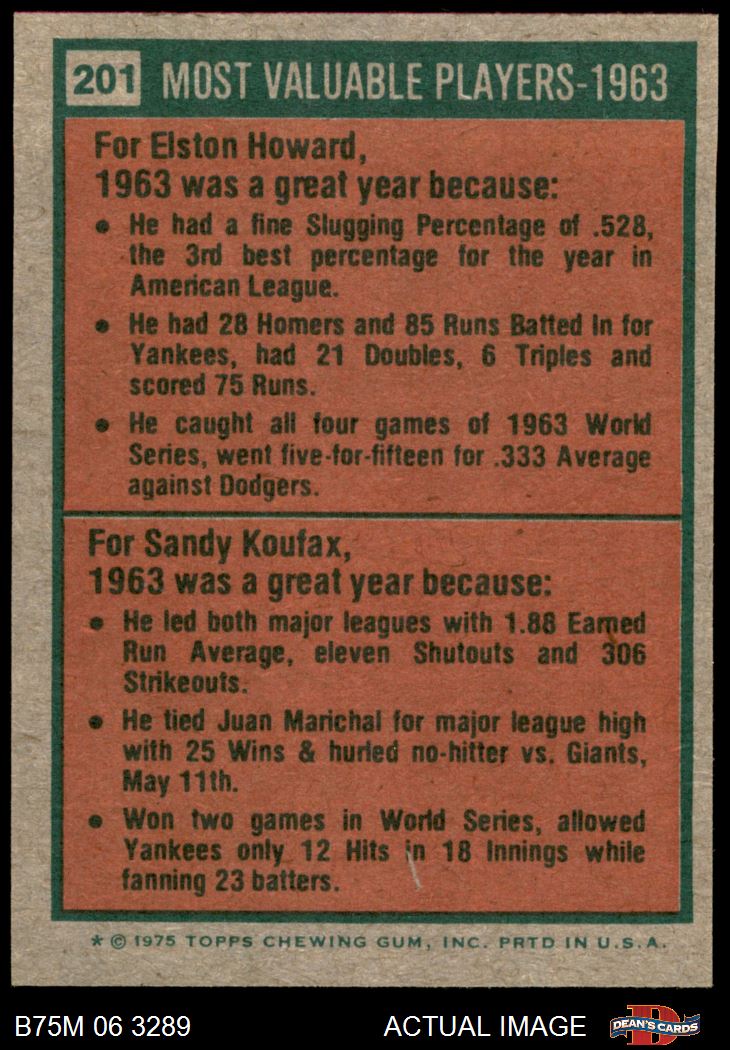 201 MOST VALUABLE PLAYERS-1963
For Elston Howard,
1963 was a great year because:
• He had a fine Slugging Percentage of .528,
the 3rd best percentage for the year in
American League.
• He had 28 Homers and 85 Runs Batted In for
Yankees, had 21 Doubles, 6 Triples and
scored 75 Runs.
• He caught all four games of 1963 World
Series, went five-for-fifteen for .333 Average
against Dodgers.
For Sandy Koufax,
1963 was a great year because:
• He led both major leagues with 1.88 Earned
Run Average, eleven Shutouts and 306
Strikeouts.
• He tied Juan Marichal for major league high
with 25 Wins & hurled no-hitter vs. Giants,
May 11th.
• Won two games in World Series, allowed
Yankees only 12 Hits in 18 Innings while
fanning 23 batters.
* © 1975 TOPPS CHEWING GUM, INC. PRTD IN U.S.A.
B75M 06 3289 ACTUAL IMAGE D DEAN'S CARDS